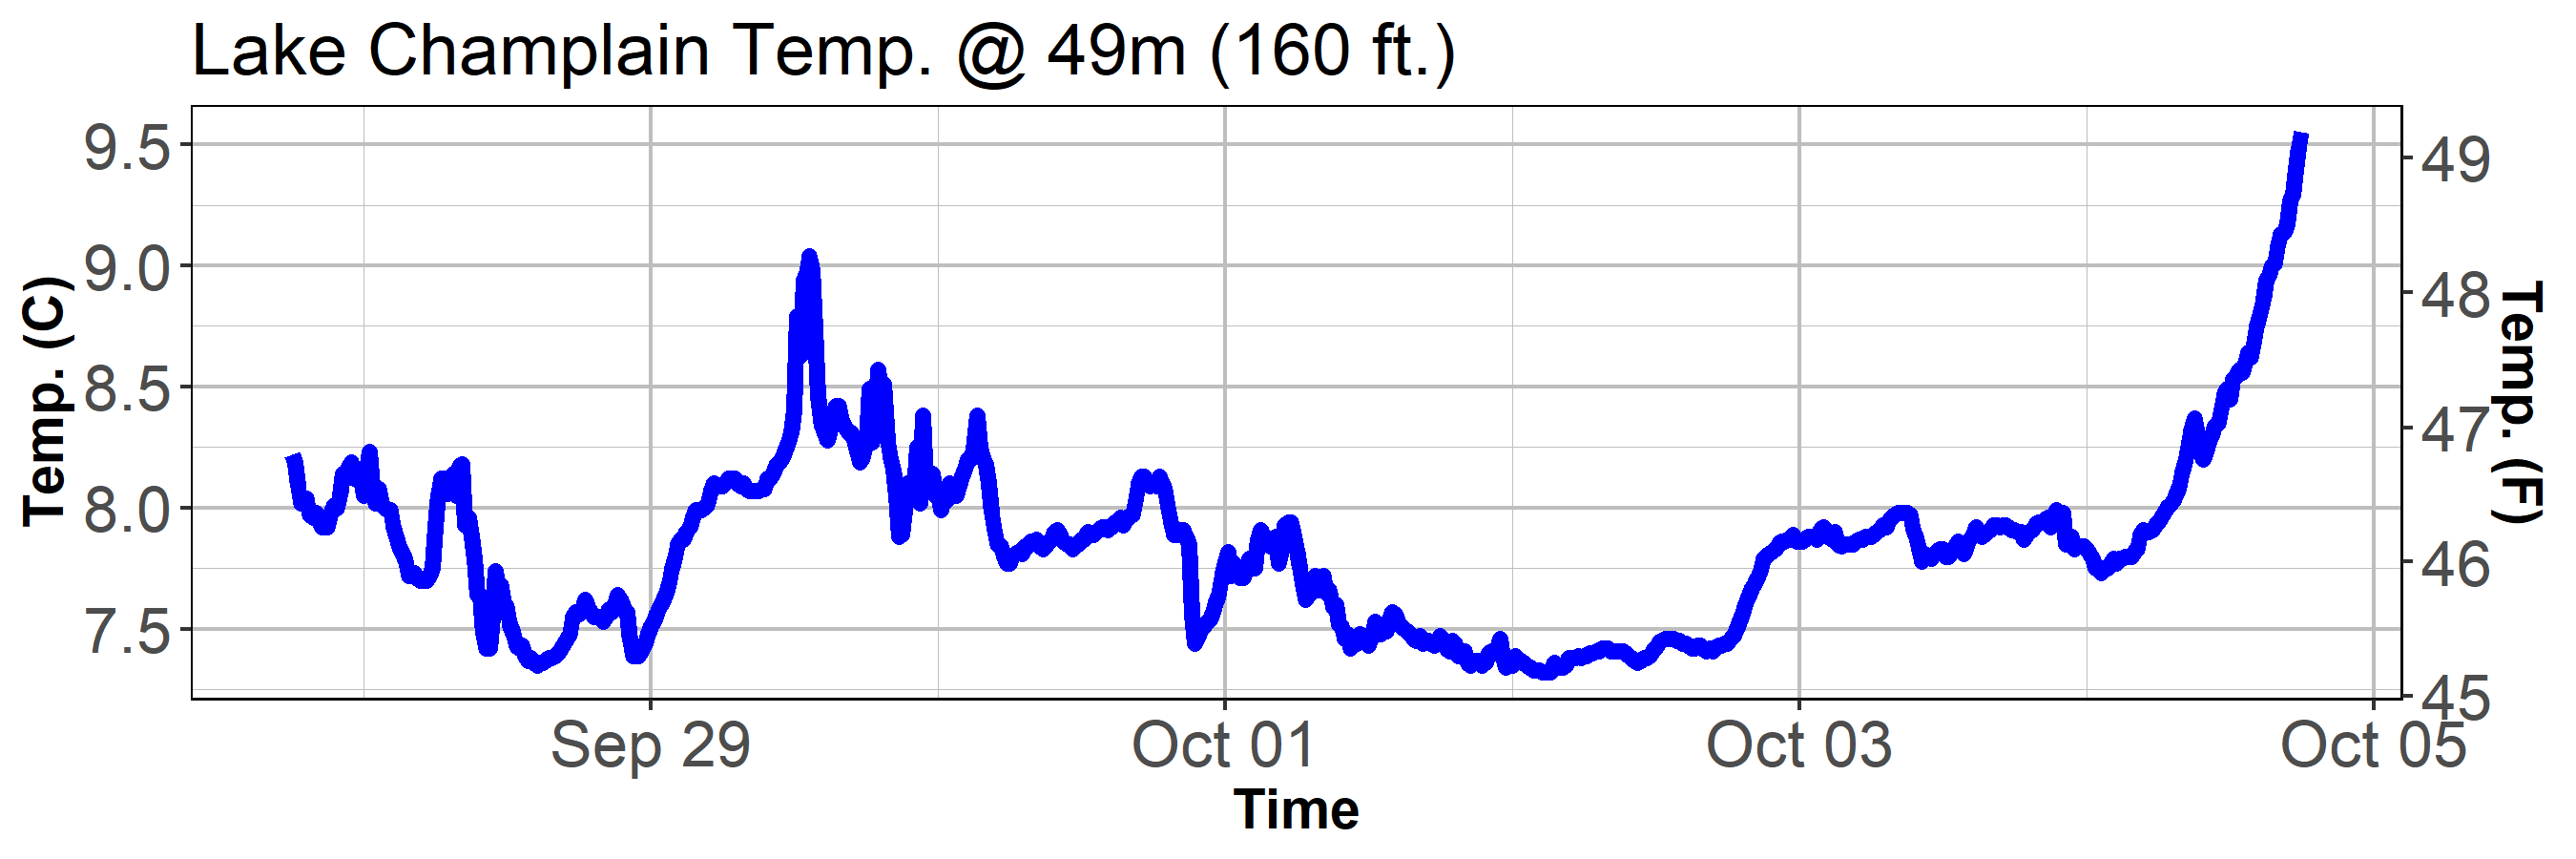 Lake Champlain Temp. @ 49m (160 ft.)
9.5
9.0
8.5
8.0
7.5
Temp. (C)
49
48
47
46
45
Temp. (F)
Sep 29
Oct 01
Oct 03
Oct 05
Time